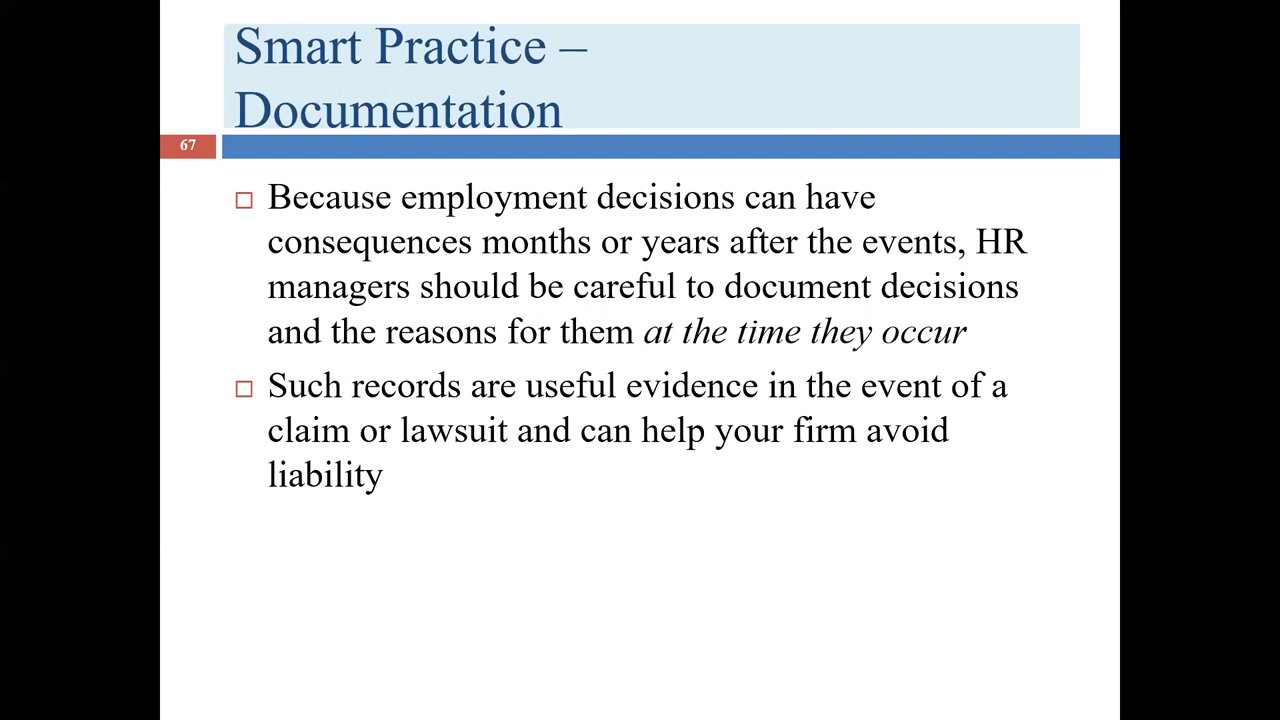 Smart Practice –
Documentation
67
□ Because employment decisions can have
consequences months or years after the events, HR
managers should be careful to document decisions
and the reasons for them at the time they occur
□ Such records are useful evidence in the event of a
claim or lawsuit and can help your firm avoid
liability